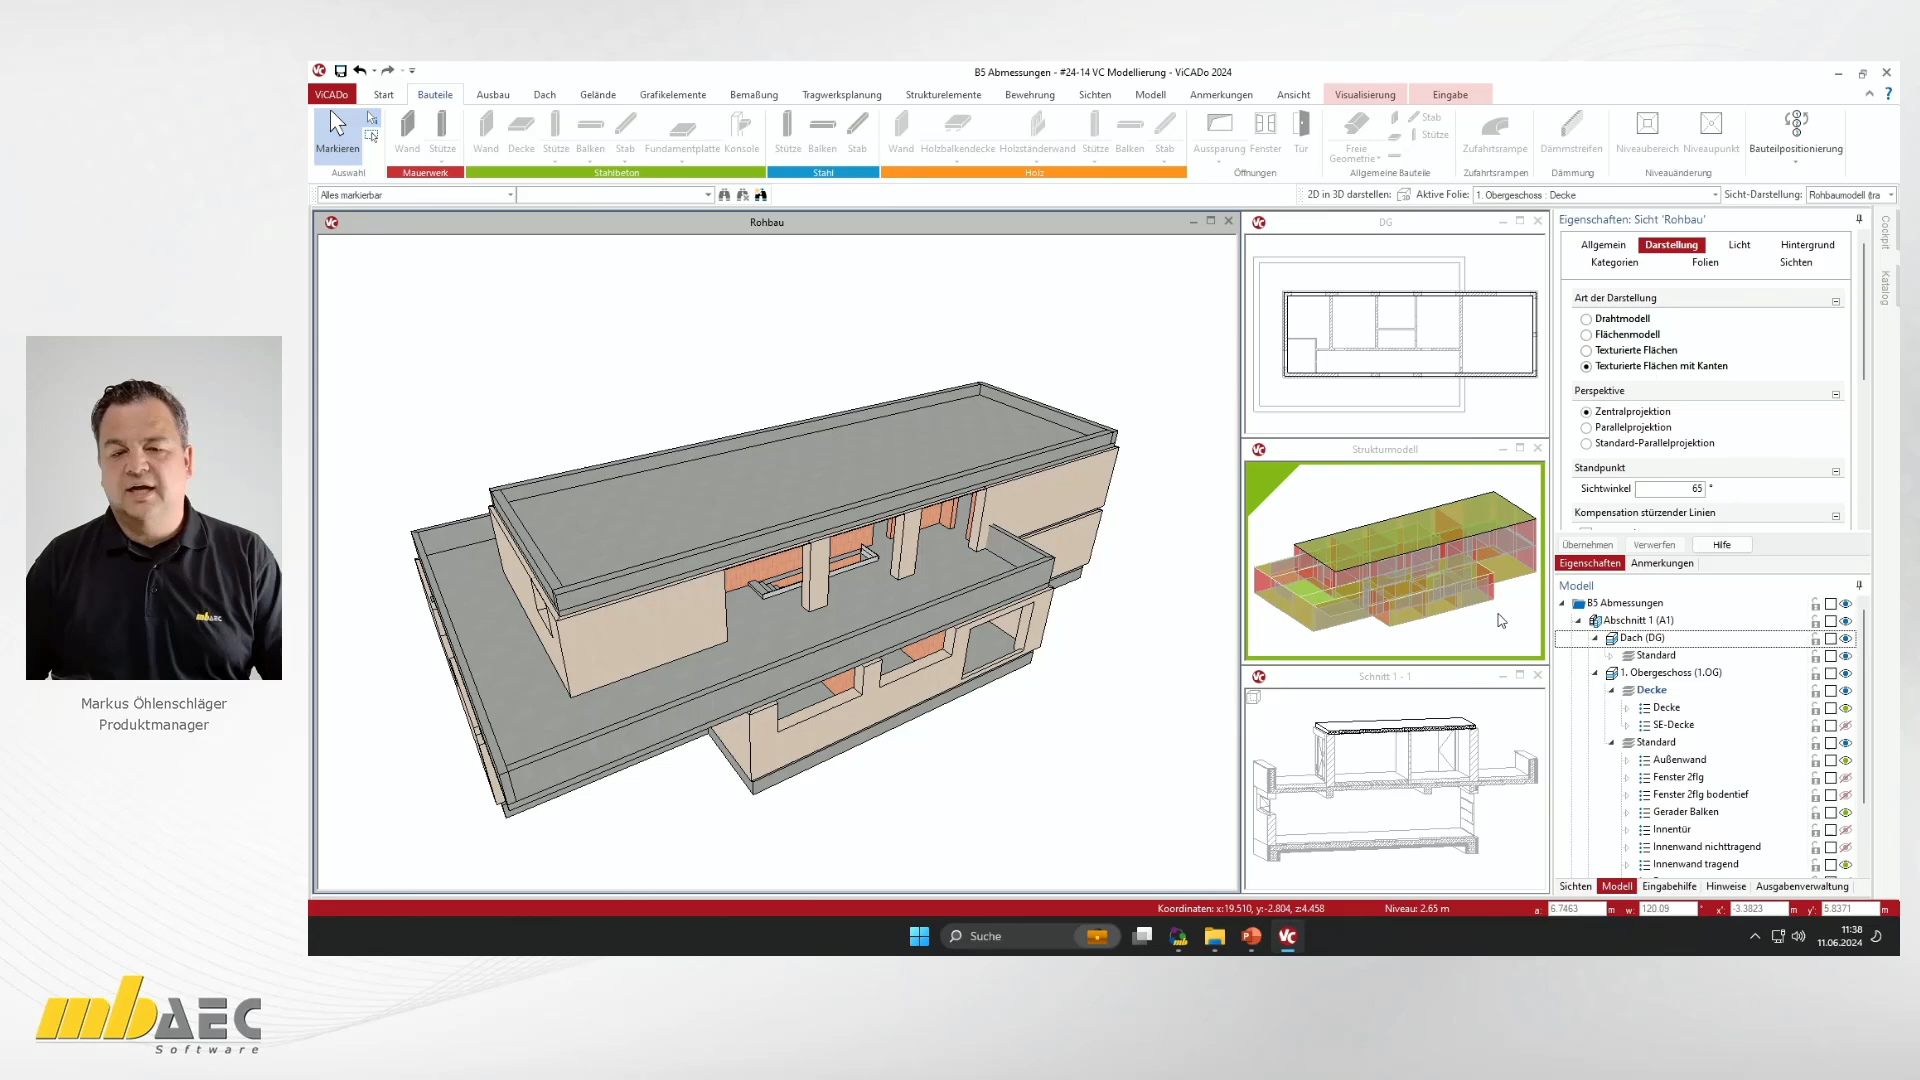 B5 Abmessungen - #24-14 VC Modellierung - ViCADo 2024
ViCADo Start Bauteile Ausbau Dach Gelände Grafikelemente Bemaßung Tragwerksplanung Strukturelemente Bewehrung Sichten Modell Anmerkungen Ansicht Visualisierung Eingabe
Markieren Wand Stütze Wand Decke Stütze Balken Stab Fundamentplatte Konsole Stütze Balken Stab Wand Holzbalkendecke Holzständerwand Stütze Balken Stab Aussparung Fenster Tür Freie Geometrie Stab Stütze Zufahrtsrampe Dämmstreifen Niveaubereich Niveaupunkt Bauteilpositionierung
Auswahl Mauerwerk Stahlbeton Stahl Holz Öffnungen Allgemeine Bauteile Zufahrtsrampen Dämmung Niveauänderung
Alles markierbar 2D in 3D darstellen: Aktive Folie: 1. Obergeschoss : Decke Sicht-Darstellung: Rohbaumodell (tra
Rohbau
DG
Strukturmodell
Schnitt 1 - 1
Eigenschaften: Sicht 'Rohbau'
Allgemein Darstellung Licht Hintergrund
Kategorien Folien Sichten
Art der Darstellung
Drahtmodell
Flächenmodell
Texturierte Flächen
Texturierte Flächen mit Kanten
Perspektive
Zentralprojektion
Parallelprojektion
Standard-Parallelprojektion
Standpunkt
Sichtwinkel 65 °
Kompensation stürzender Linien
Übernehmen Verwerfen Hilfe
Eigenschaften Anmerkungen
Cockpit
Katalog
Modell
B5 Abmessungen
Abschnitt 1 (A1)
Dach (DG)
Standard
1. Obergeschoss (1.OG)
Decke
Decke
SE-Decke
Standard
Außenwand
Fenster 2flg
Fenster 2flg bodentief
Gerader Balken
Innentür
Innenwand nichttragend
Innenwand tragend
Sichten Modell Eingabehilfe Hinweise Ausgabenverwaltung
Koordinaten: x:19.510, y:-2.804, z:4.458 Niveau: 2.65 m a: 6.7463 m w: 120.09 ° x': -3.3823 m y': 5.8371 m
Suche
11:38
11.06.2024
Markus Öhlenschläger
Produktmanager
mbAEC
mbAEC
Software